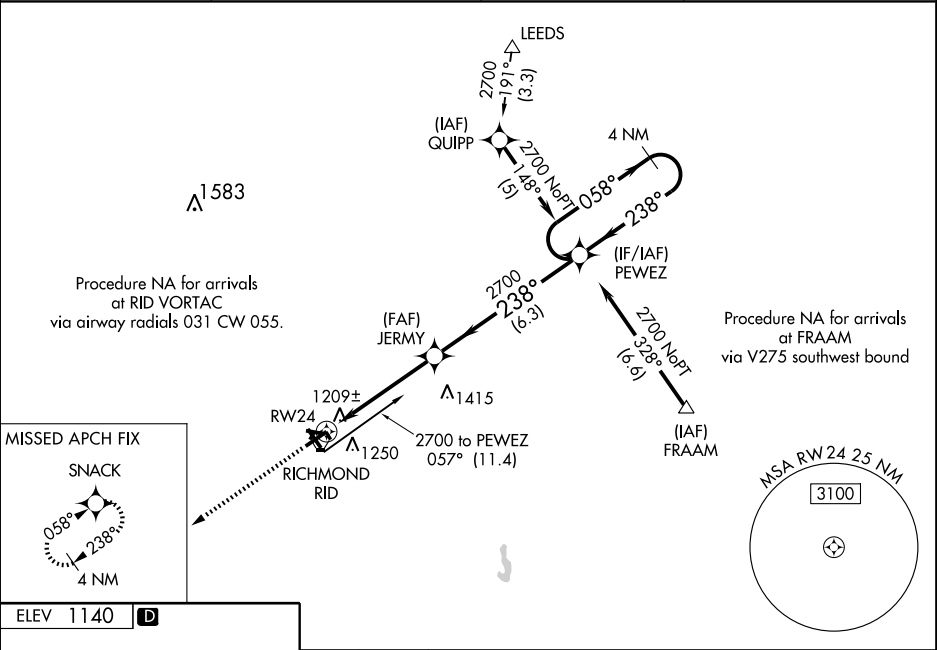 LEEDS
2700
191°
(3.3)
(IAF)
QUIPP
2700 NoPT
148°
(5)
4 NM
058°
238°
(IF/IAF)
PEWEZ
1583
Procedure NA for arrivals
at RID VORTAC
via airway radials 031 CW 055.
2700
238°
(6.3)
(FAF)
JERMY
2700 NoPT
328°
(6.6)
Procedure NA for arrivals
at FRAAM
via V275 southwest bound
(IAF)
FRAAM
1209±
1415
RW24
1250
2700 to PEWEZ
057° (11.4)
RICHMOND
RID
MISSED APCH FIX
SNACK
058°
238°
4 NM
MSA RW 24 25 NM
3100
ELEV 1140 D